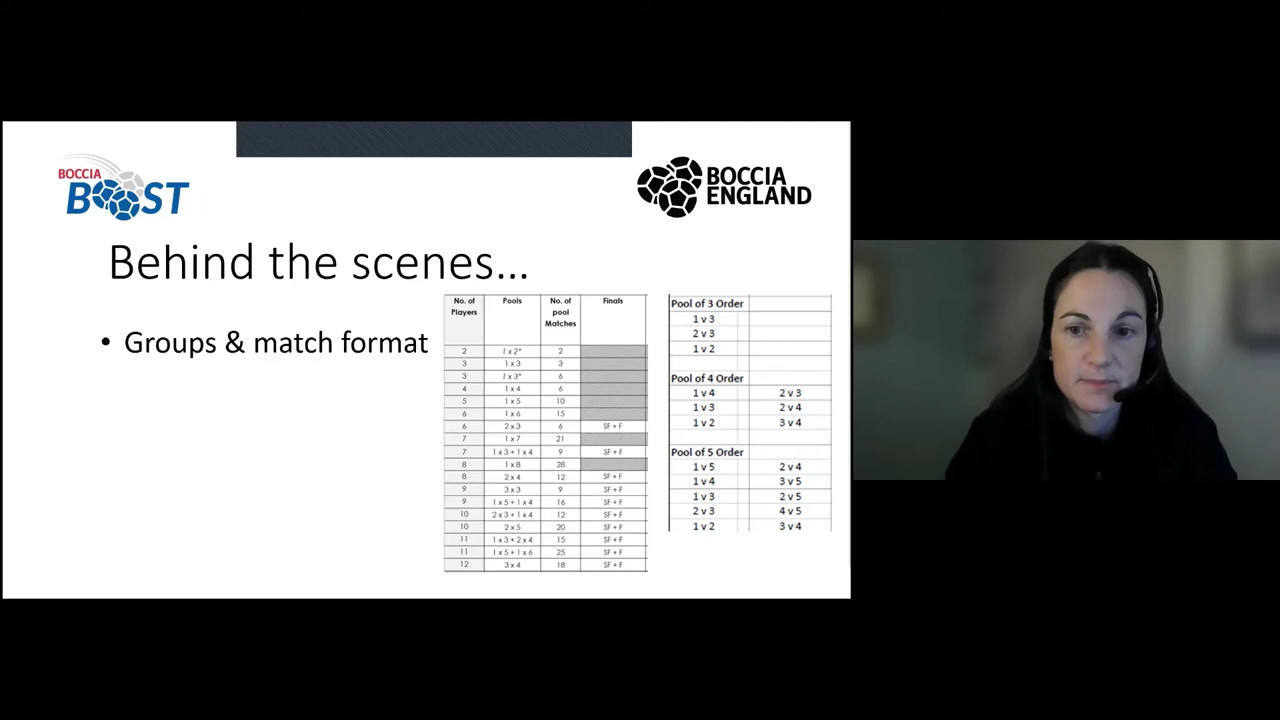 BOCCIA
BOOST
BOCCIA
ENGLAND
Behind the scenes...
• Groups & match format
No. of Players Pools No. of pool Matches Finals
2 1 x 2* 2
3 1 x 3 3
3 1 x 3* 6
4 1 x 4 6
5 1 x 5 10
6 1 x 6 15
6 2 x 3 6 SF + F
7 1 x 7 21
7 1 x 3 + 1 x 4 9 SF + F
8 1 x 8 28
8 2 x 4 12 SF + F
9 3 x 3 9 SF + F
9 1 x 5 + 1 x 4 16 SF + F
10 2 x 3 + 1 x 4 12 SF + F
10 2 x 5 20 SF + F
11 1 x 3 + 2 x 4 15 SF + F
11 1 x 5 + 1 x 6 25 SF + F
12 3 x 4 18 SF + F
Pool of 3 Order
1 v 3
2 v 3
1 v 2
Pool of 4 Order
1 v 4 2 v 3
1 v 3 2 v 4
1 v 2 3 v 4
Pool of 5 Order
1 v 5 2 v 4
1 v 4 3 v 5
1 v 3 2 v 5
2 v 3 4 v 5
1 v 2 3 v 4